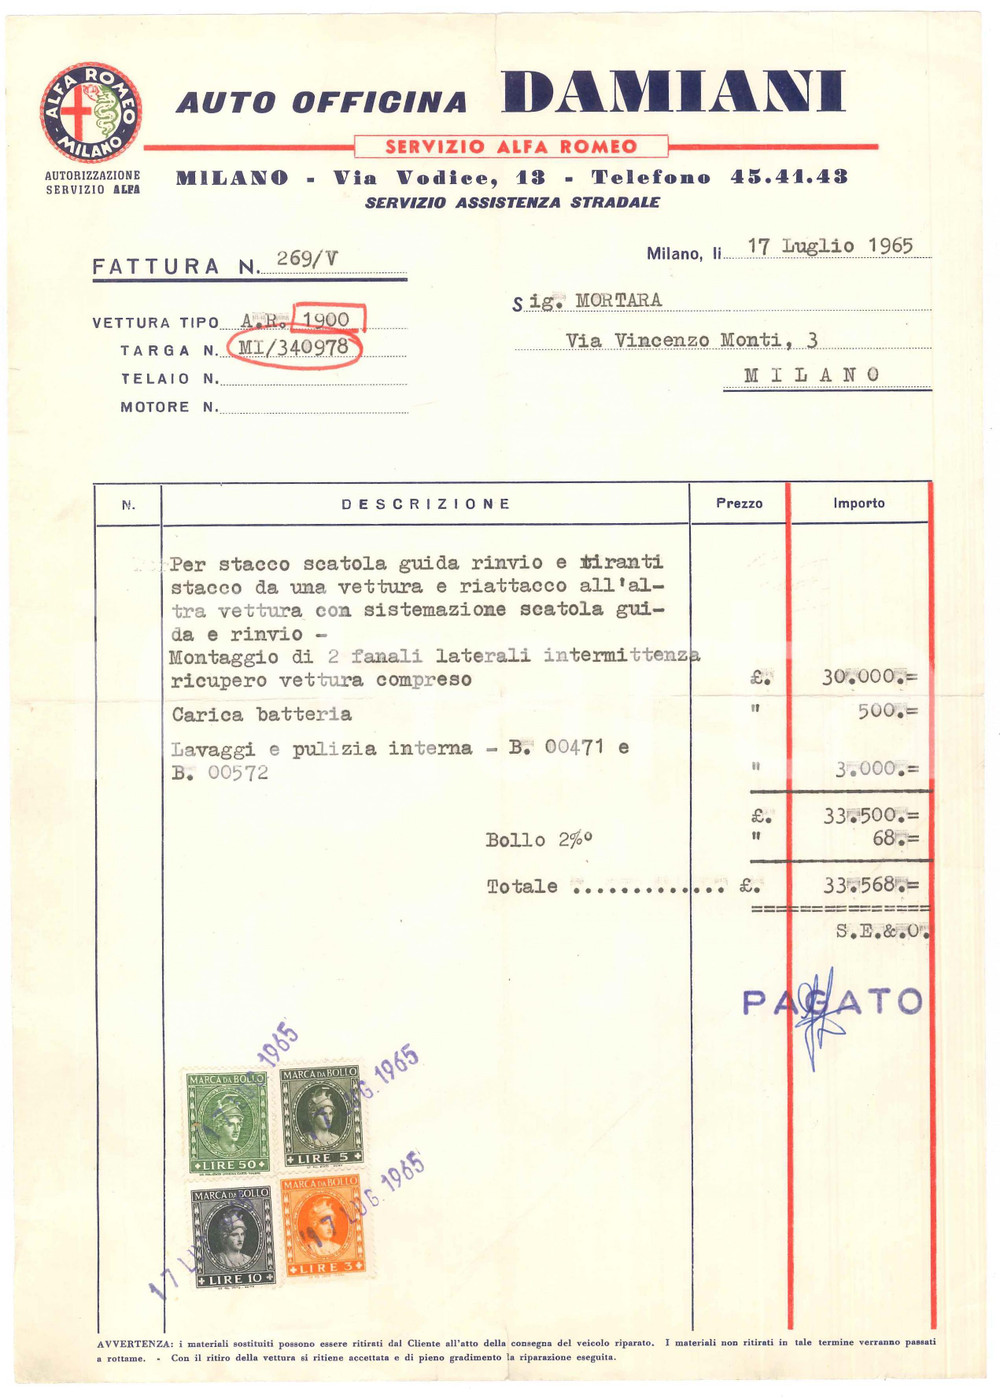 ALFA ROMEO
MILANO
AUTORIZZAZIONE
SERVIZIO ALFA
AUTO OFFICINA DAMIANI
SERVIZIO ALFA ROMEO
MILANO - Via Vodice, 13 - Telefono 45.41.43
SERVIZIO ASSISTENZA STRADALE
FATTURA N. 269/V
Milano, li 17 Luglio 1965
VETTURA TIPO A.R. 1900
TARGA N. MI/340978
TELAIO N.
MOTORE N.
Sig. MORTARA
Via Vincenzo Monti, 3
MILANO
N. DESCRIZIONE Prezzo Importo
Per stacco scatola guida rinvio e tiranti
stacco da una vettura e riattacco all'al-
tra vettura con sistemazione scatola gui-
da e rinvio -
Montaggio di 2 fanali laterali intermittenza
ricupero vettura compreso £. 30.000.=
Carica batteria " 500.=
Lavaggi e pulizia interna - B. 00471 e
B. 00572 " 3.000.=
£. 33.500.=
Bollo 2%º " 68.=
Totale ............. £. 33.568.=
===============
S.E.&.O.
PAGATO
MARCA DA BOLLO
LIRE 50
MARCA DA BOLLO
LIRE 5
MARCA DA BOLLO
LIRE 10
MARCA DA BOLLO
LIRE 3
17 LUG. 1965
17 LUG. 1965
17 LUG. 1965
AVVERTENZA: i materiali sostituiti possono essere ritirati dal Cliente all'atto della consegna del veicolo riparato. I materiali non ritirati in tale termine verranno passati
a rottame. - Con il ritiro della vettura si ritiene accettata e di pieno gradimento la riparazione eseguita.